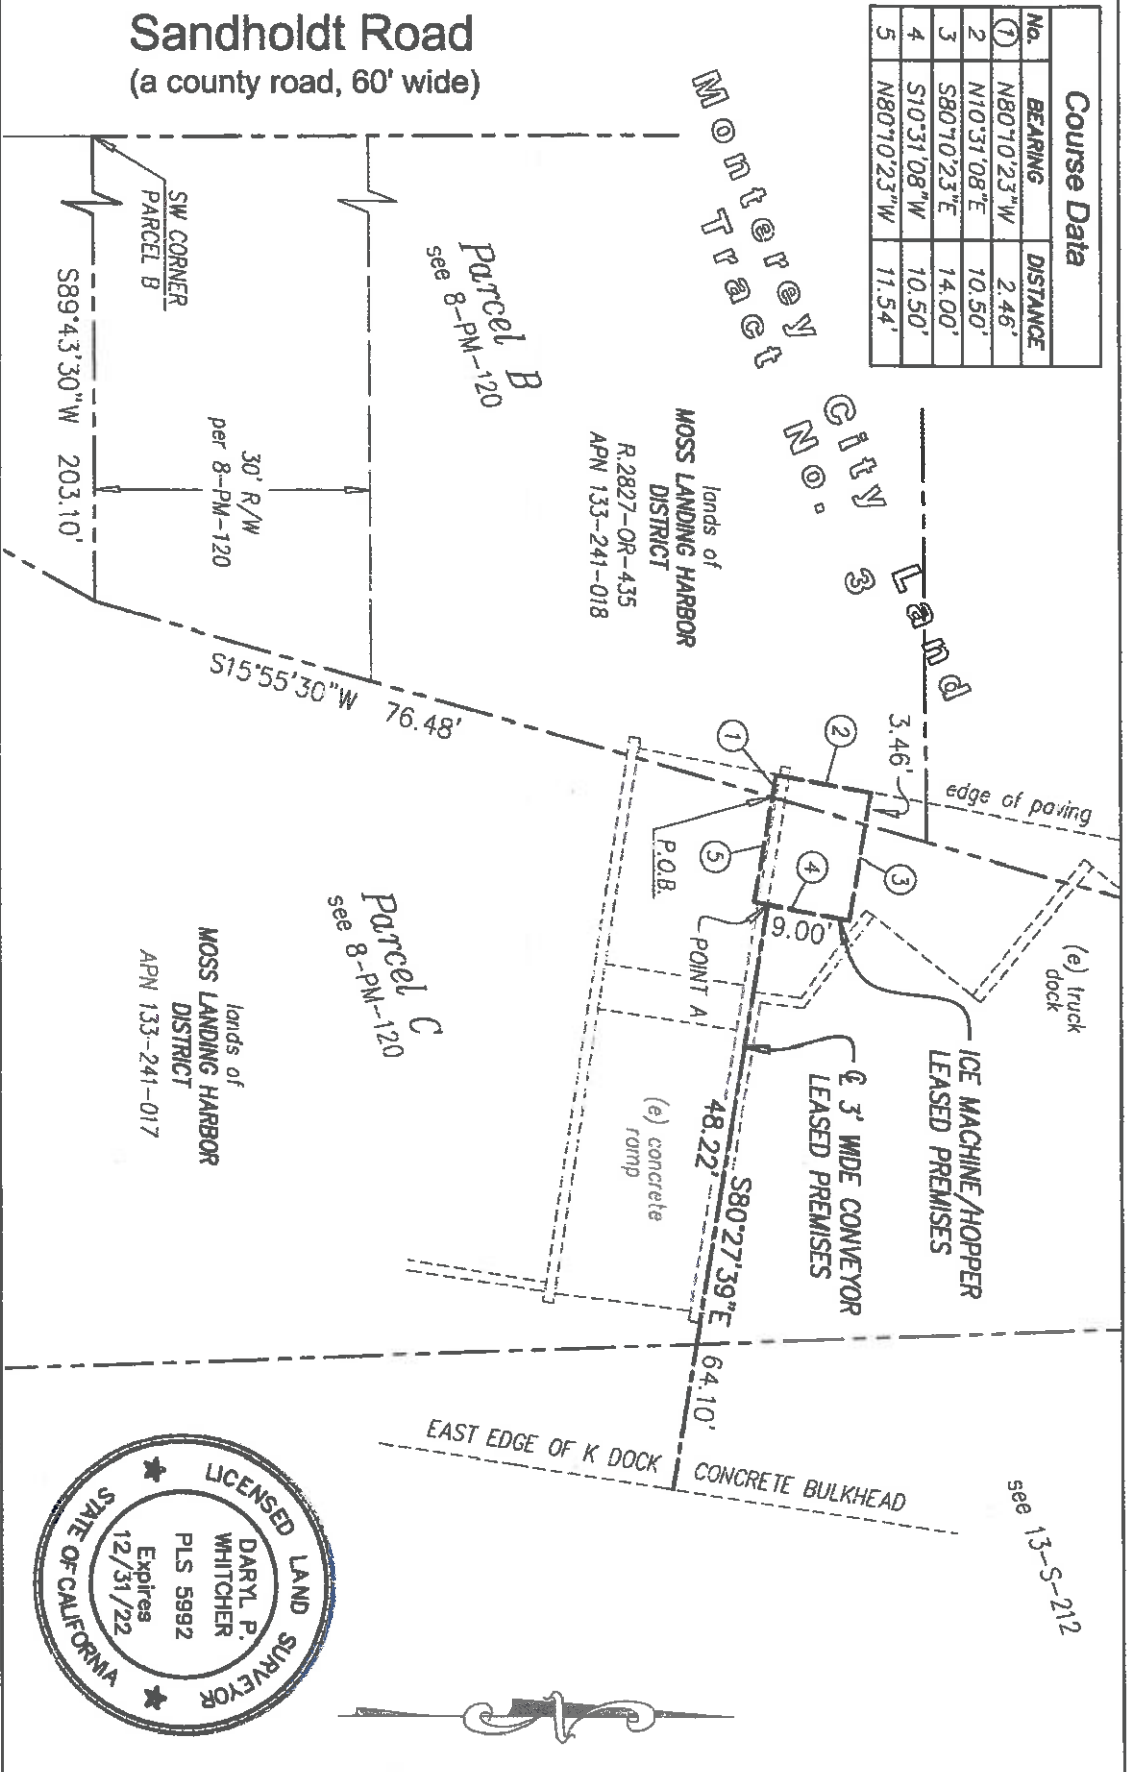 Sandholdt Road
(a county road, 60' wide)
Course Data
No. BEARING DISTANCE
1 N80°10'23"W 2.46'
2 N10°31'08"E 10.50'
3 S80°10'23"E 14.00'
4 S10°31'08"W 10.50'
5 N80°10'23"W 11.54'
Monterey City Land
Tract No. 3
SW CORNER
PARCEL B
S89°43'30"W 203.10'
30' R/W
per 8-PM-120
Parcel B
see 8-PM-120
lands of
MOSS LANDING HARBOR
DISTRICT
R.2827-OR-435
APN 133-241-018
S15°55'30"W 76.48'
3.46'
edge of paving
1
2
3
4
5
P.O.B.
9.00'
POINT A
(e) truck
dock
ICE MACHINE/HOPPER
LEASED PREMISES
℄ 3' WIDE CONVEYOR
LEASED PREMISES
S80°27'39"E 64.10'
48.22'
(e) concrete
ramp
Parcel C
see 8-PM-120
lands of
MOSS LANDING HARBOR
DISTRICT
APN 133-241-017
EAST EDGE OF K DOCK CONCRETE BULKHEAD
see 13-S-212
LICENSED LAND SURVEYOR
DARYL P.
WHITCHER
PLS 5992
Expires
12/31/22
STATE OF CALIFORNIA